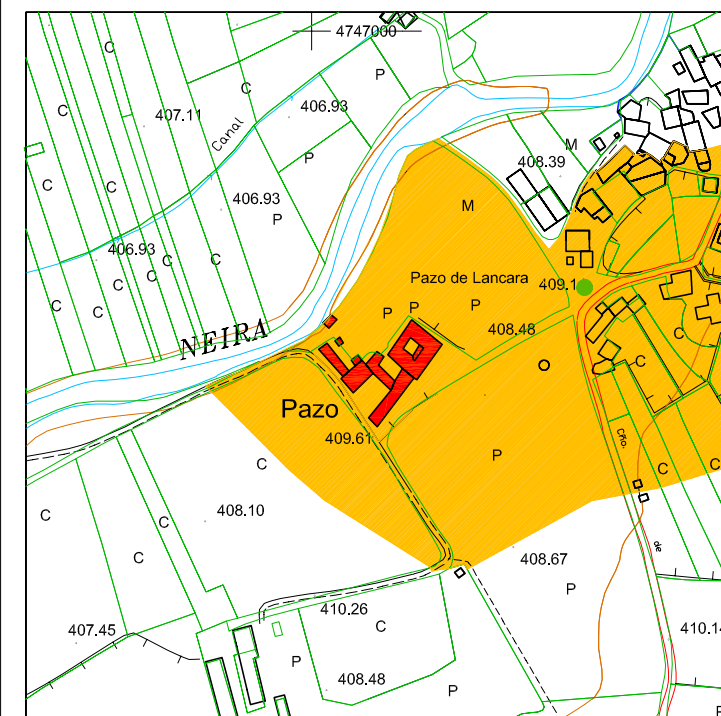 4747000
C
P
C
C
407.11
406.93
Canal
M
408.39
P
C
C
406.93
M
P
406.93
C
C
C
Pazo de Lancara
409.1
C
C
C
P
P
P
NEIRA
408.48
C
C
Pazo
409.61
Cño.
P
C
C
C
C
408.10
C
de
C
408.67
P
410.26
407.45
C
410.14
P
408.48
P
P